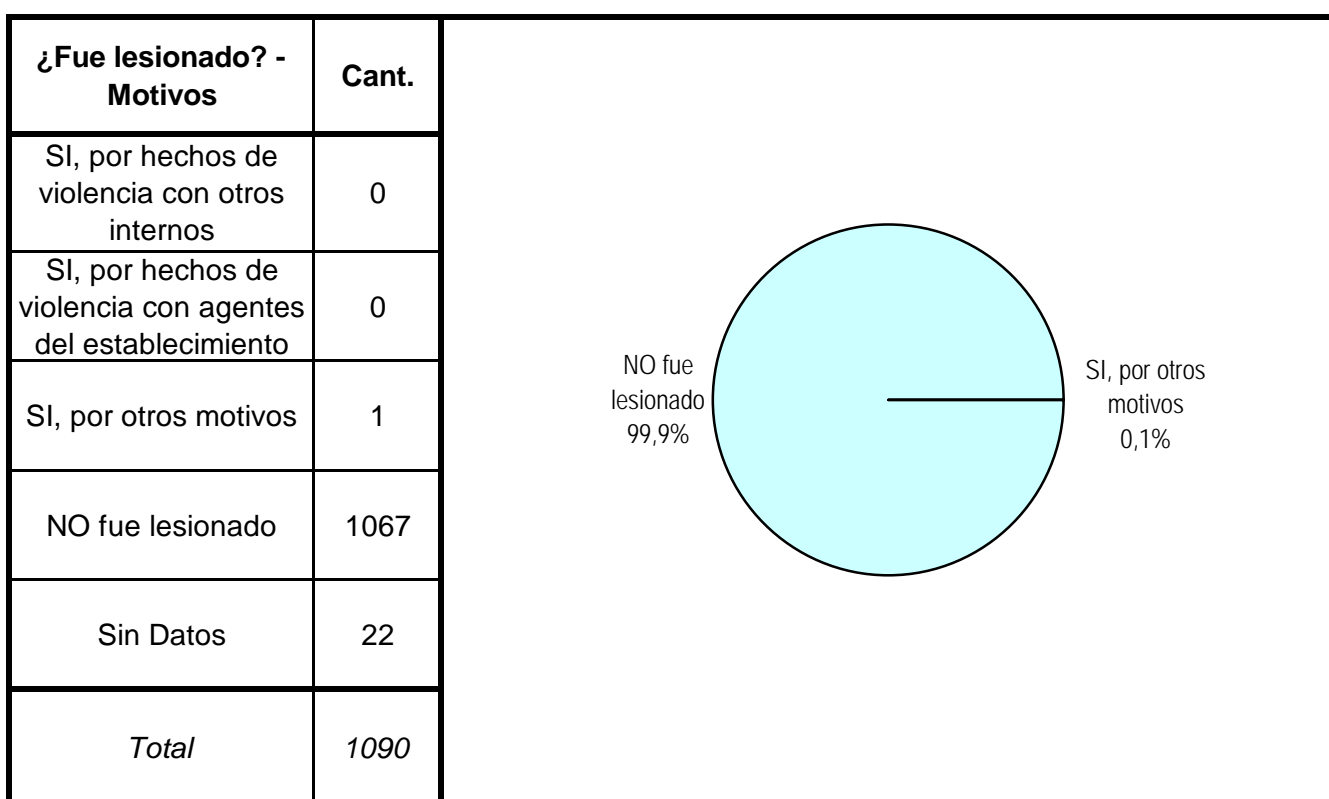 ¿Fue lesionado? -
Motivos
Cant.
SI, por hechos de
violencia con otros
internos
0
SI, por hechos de
violencia con agentes
del establecimiento
0
SI, por otros motivos
1
NO fue lesionado
1067
Sin Datos
22
Total
1090
NO fue
lesionado
99,9%
SI, por otros
motivos
0,1%